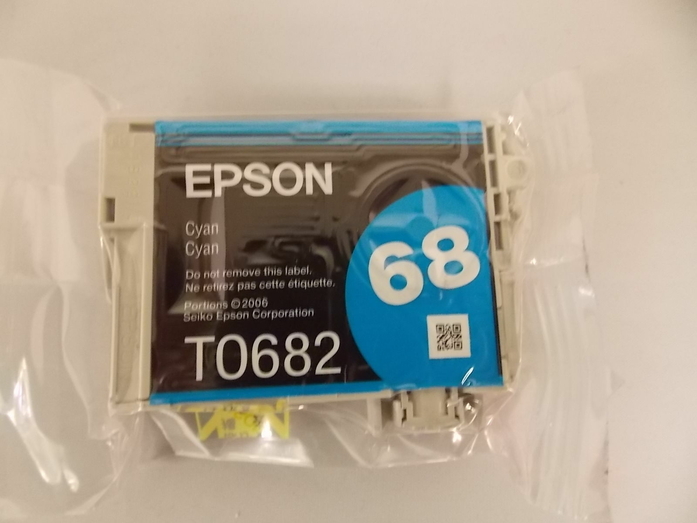 EPSON
Cyan
Cyan
68
Do not remove this label.
Ne retirez pas cette étiquette.
Portions ©2006
Seiko Epson Corporation
T0682